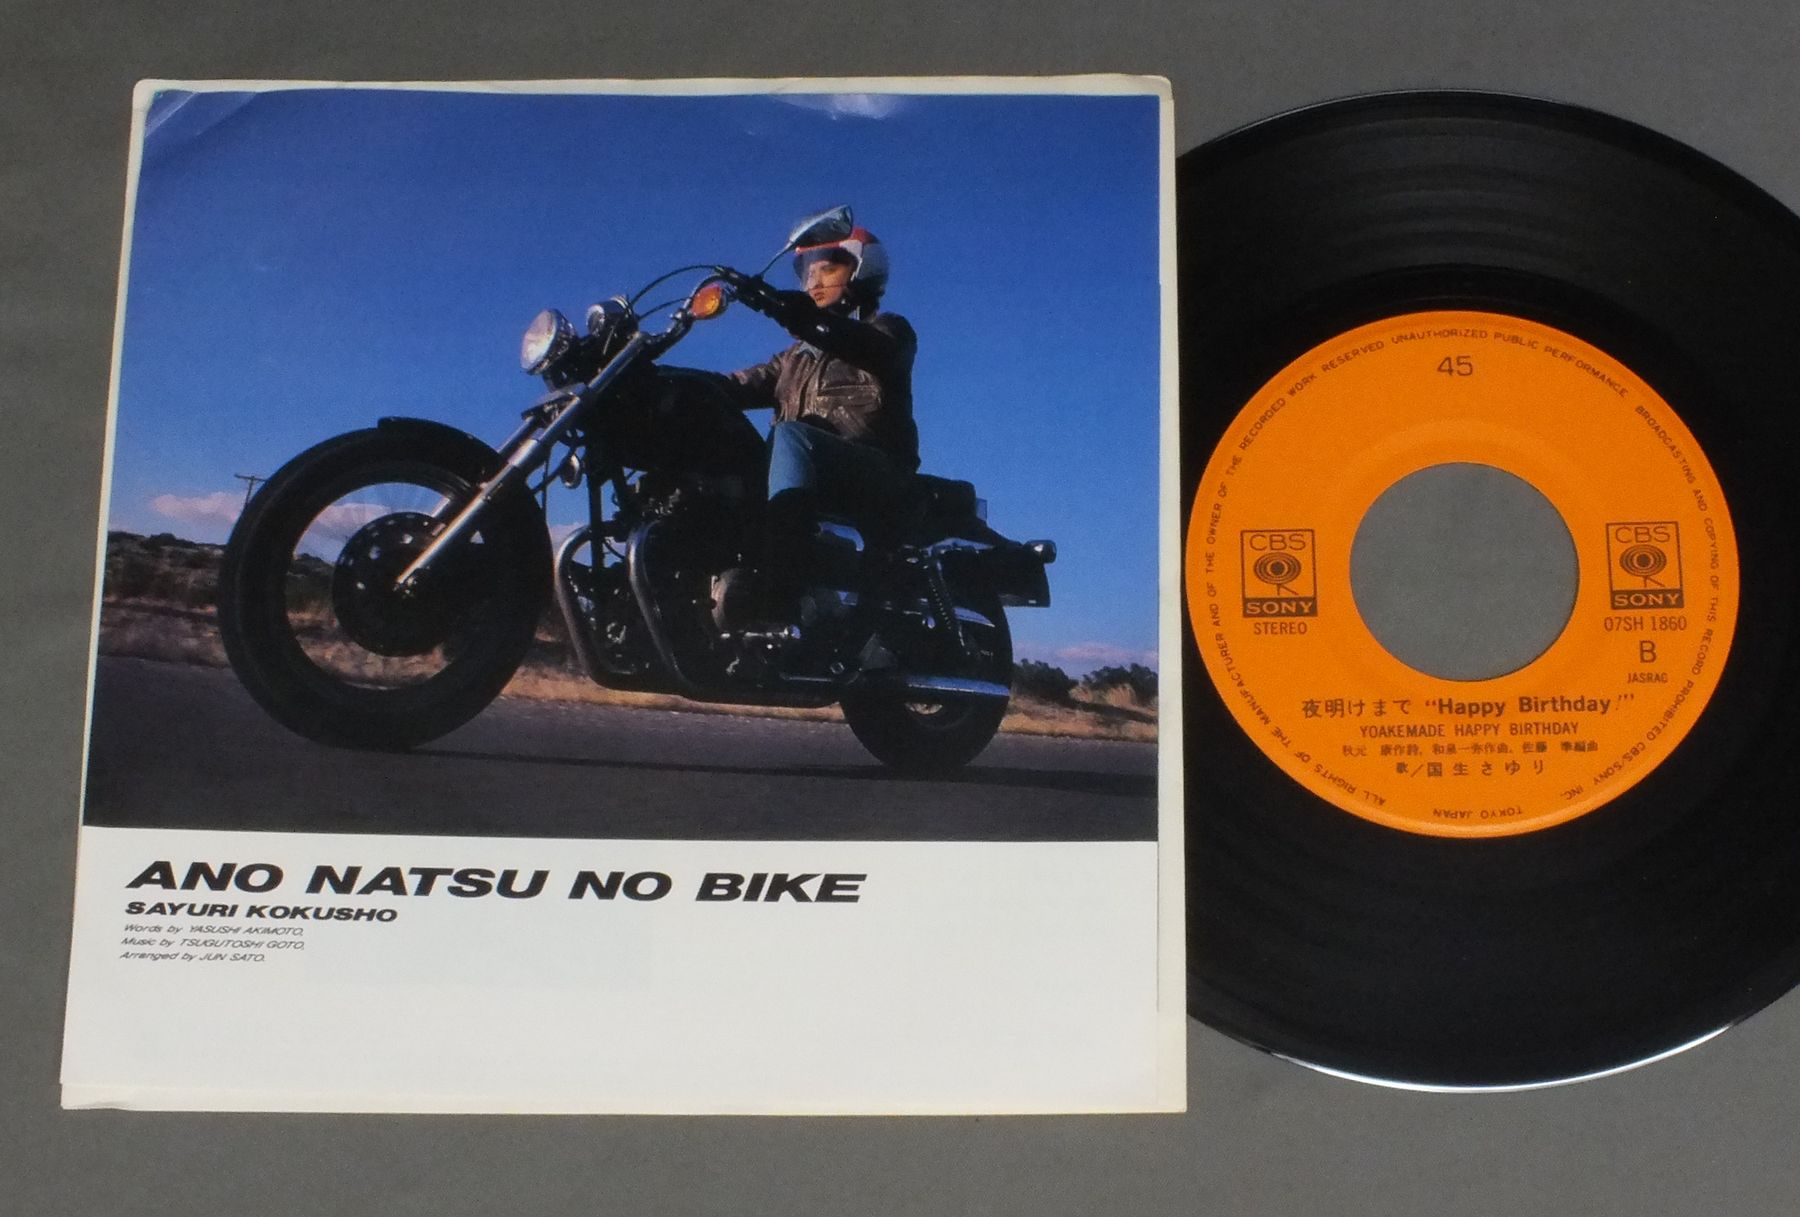 ANO NATSU NO BIKE
SAYURI KOKUSHO
Words by YASUSHI AKIMOTO.
Music by TSUGUTOSHI GOTO.
Arranged by JUN SATO.
ALL RIGHTS OF THE MANUFACTURER AND OF THE OWNER OF THE RECORDED WORK RESERVED UNAUTHORIZED PUBLIC PERFORMANCE BROADCASTING AND COPYING OF THIS RECORD PROHIBITED CBS/SONY INC. TOKYO JAPAN
45
CBS
SONY
STEREO
CBS
SONY
07SH 1860
B
JASRAC
夜明けまで “Happy Birthday!”
YOAKEMADE HAPPY BIRTHDAY
秋元 康作詩, 和泉一弥作曲, 佐藤 準編曲
歌/国生さゆり